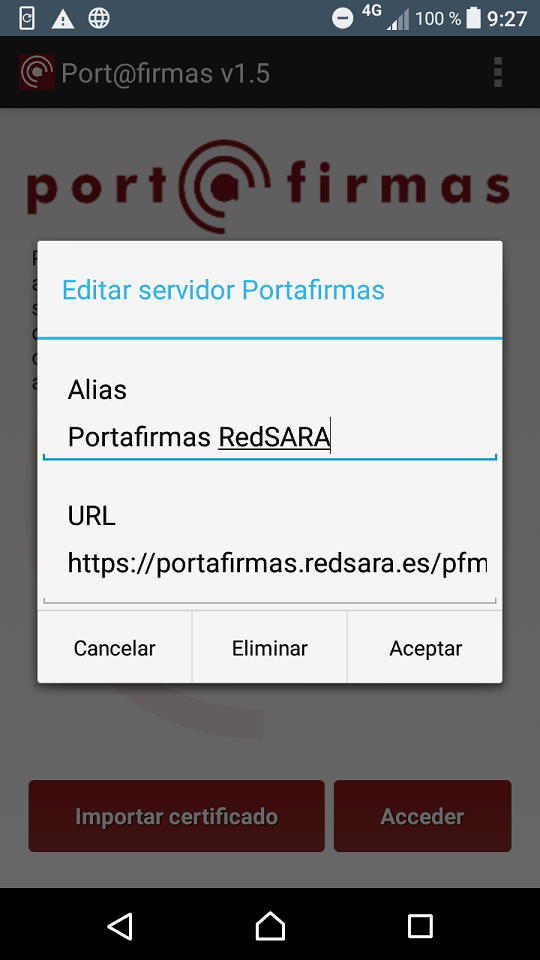 4G 100 % 9:27
Port@firmas v1.5
port@firmas
Editar servidor Portafirmas
Alias
Portafirmas RedSARA
URL
https://portafirmas.redsara.es/pfm
Cancelar Eliminar Aceptar
Importar certificado Acceder